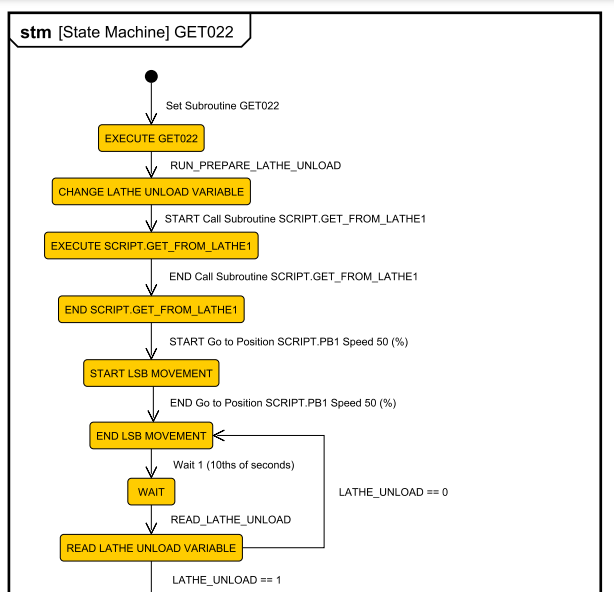 stm [State Machine] GET022
Set Subroutine GET022
EXECUTE GET022
RUN_PREPARE_LATHE_UNLOAD
CHANGE LATHE UNLOAD VARIABLE
START Call Subroutine SCRIPT.GET_FROM_LATHE1
EXECUTE SCRIPT.GET_FROM_LATHE1
END Call Subroutine SCRIPT.GET_FROM_LATHE1
END SCRIPT.GET_FROM_LATHE1
START Go to Position SCRIPT.PB1 Speed 50 (%)
START LSB MOVEMENT
END Go to Position SCRIPT.PB1 Speed 50 (%)
END LSB MOVEMENT
Wait 1 (10ths of seconds)
WAIT
LATHE_UNLOAD == 0
READ_LATHE_UNLOAD
READ LATHE UNLOAD VARIABLE
LATHE_UNLOAD == 1